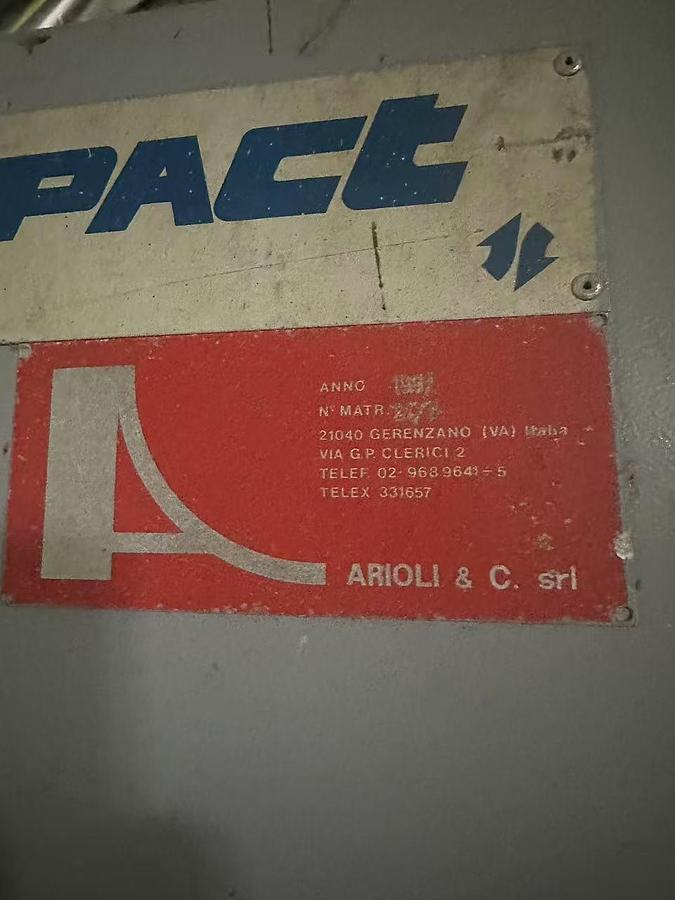 PACt
ANNO
N° MATR.
21040 GERENZANO (VA) Italia
VIA G.P. CLERICI 2
TELEF. 02-9689641-5
TELEX 331657
ARIOLI & C. srl